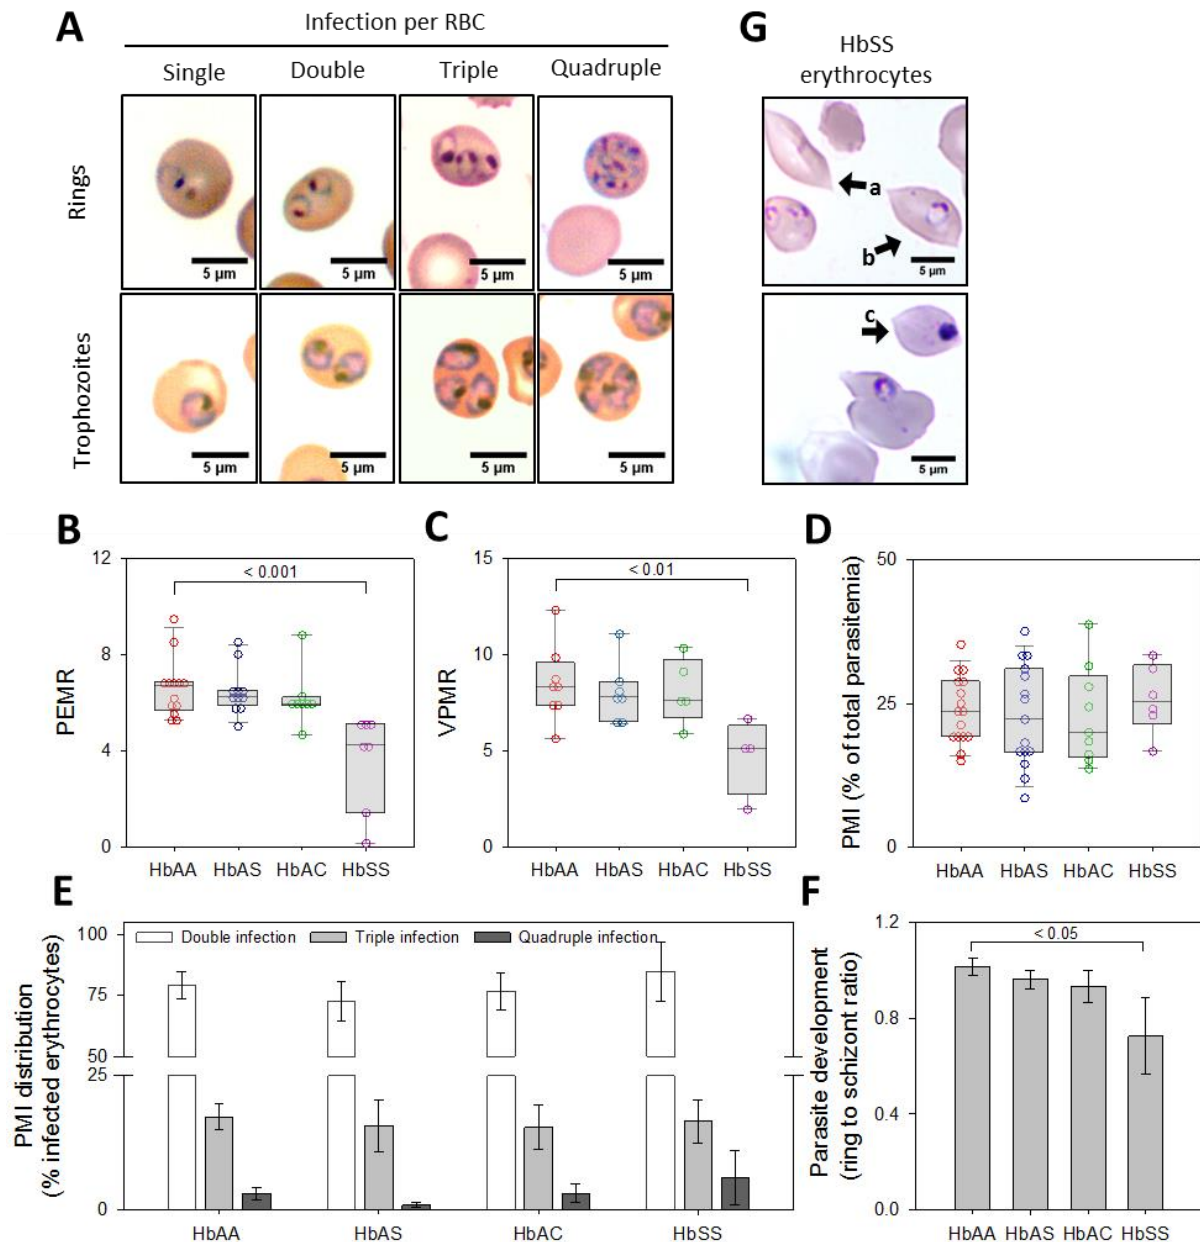 A
Infection per RBC
Single Double Triple Quadruple
Rings
5 µm 5 µm 5 µm 5 µm
Trophozoites
5 µm 5 µm 5 µm 5 µm
G
HbSS
erythrocytes
a
b
5 µm
c
5 µm
B
PEMR
12
8
4
0
< 0.001
HbAA HbAS HbAC HbSS
C
VPMR
15
10
5
0
< 0.01
HbAA HbAS HbAC HbSS
D
PMI (% of total parasitemia)
50
25
0
HbAA HbAS HbAC HbSS
E
PMI distribution
(% infected erythrocytes)
100
75
50
25
0
Double infection Triple infection Quadruple infection
HbAA HbAS HbAC HbSS
F
Parasite development
(ring to schizont ratio)
1.2
0.8
0.4
0.0
< 0.05
HbAA HbAS HbAC HbSS